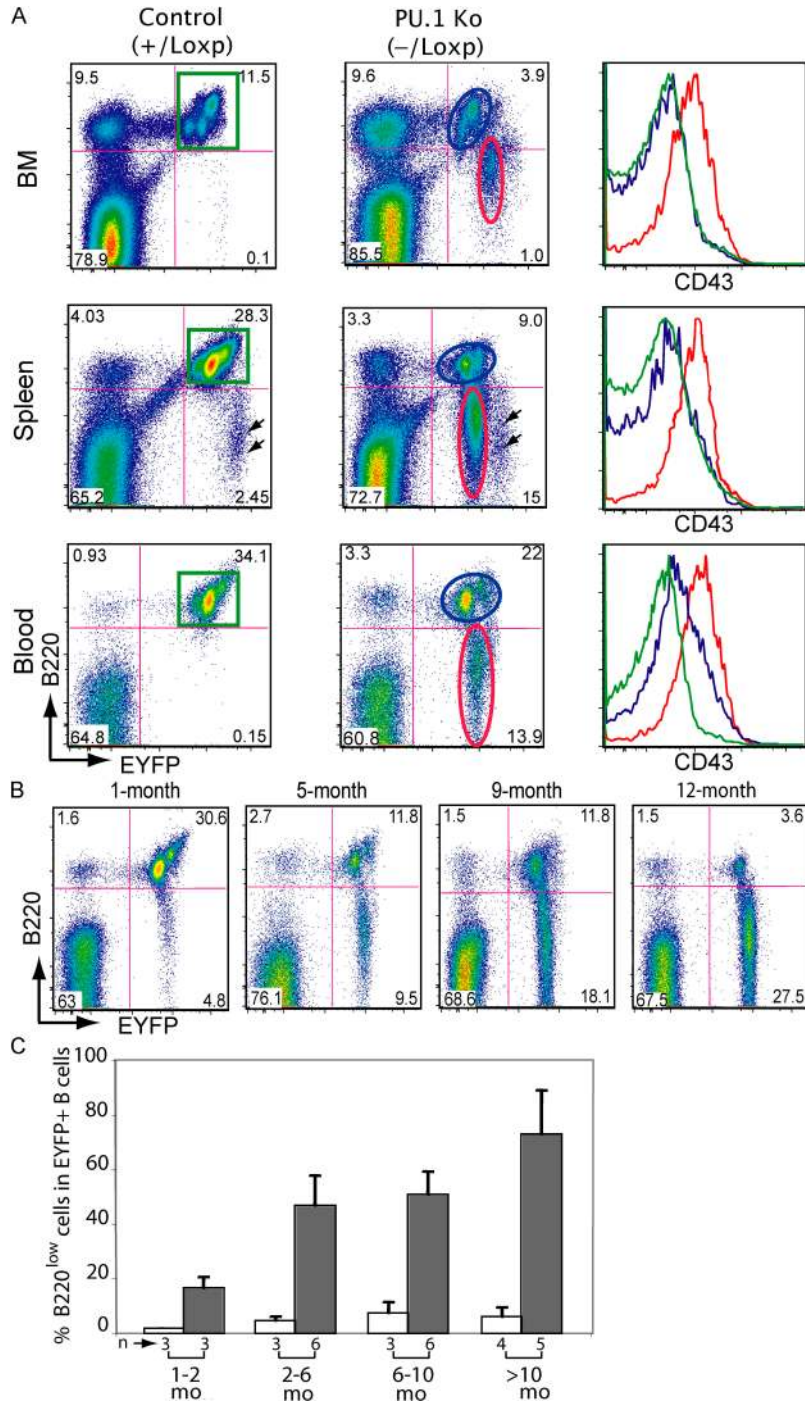 A
Control
(+/Loxp)
PU.1 Ko
(−/Loxp)
BM
9.5
11.5
78.9
0.1
9.6
3.9
85.5
1.0
CD43
Spleen
4.03
28.3
65.2
2.45
3.3
9.0
72.7
15
CD43
Blood
0.93
34.1
64.8
0.15
3.3
22
60.8
13.9
CD43
B220
EYFP
B
1-month
5-month
9-month
12-month
1.6
30.6
63
4.8
2.7
11.8
76.1
9.5
1.5
11.8
68.6
18.1
1.5
3.6
67.5
27.5
B220
EYFP
C
% B220low cells in EYFP+ B cells
100
80
60
40
20
0
n
3 3 3 6 3 6 4 5
1-2 mo
2-6 mo
6-10 mo
>10 mo